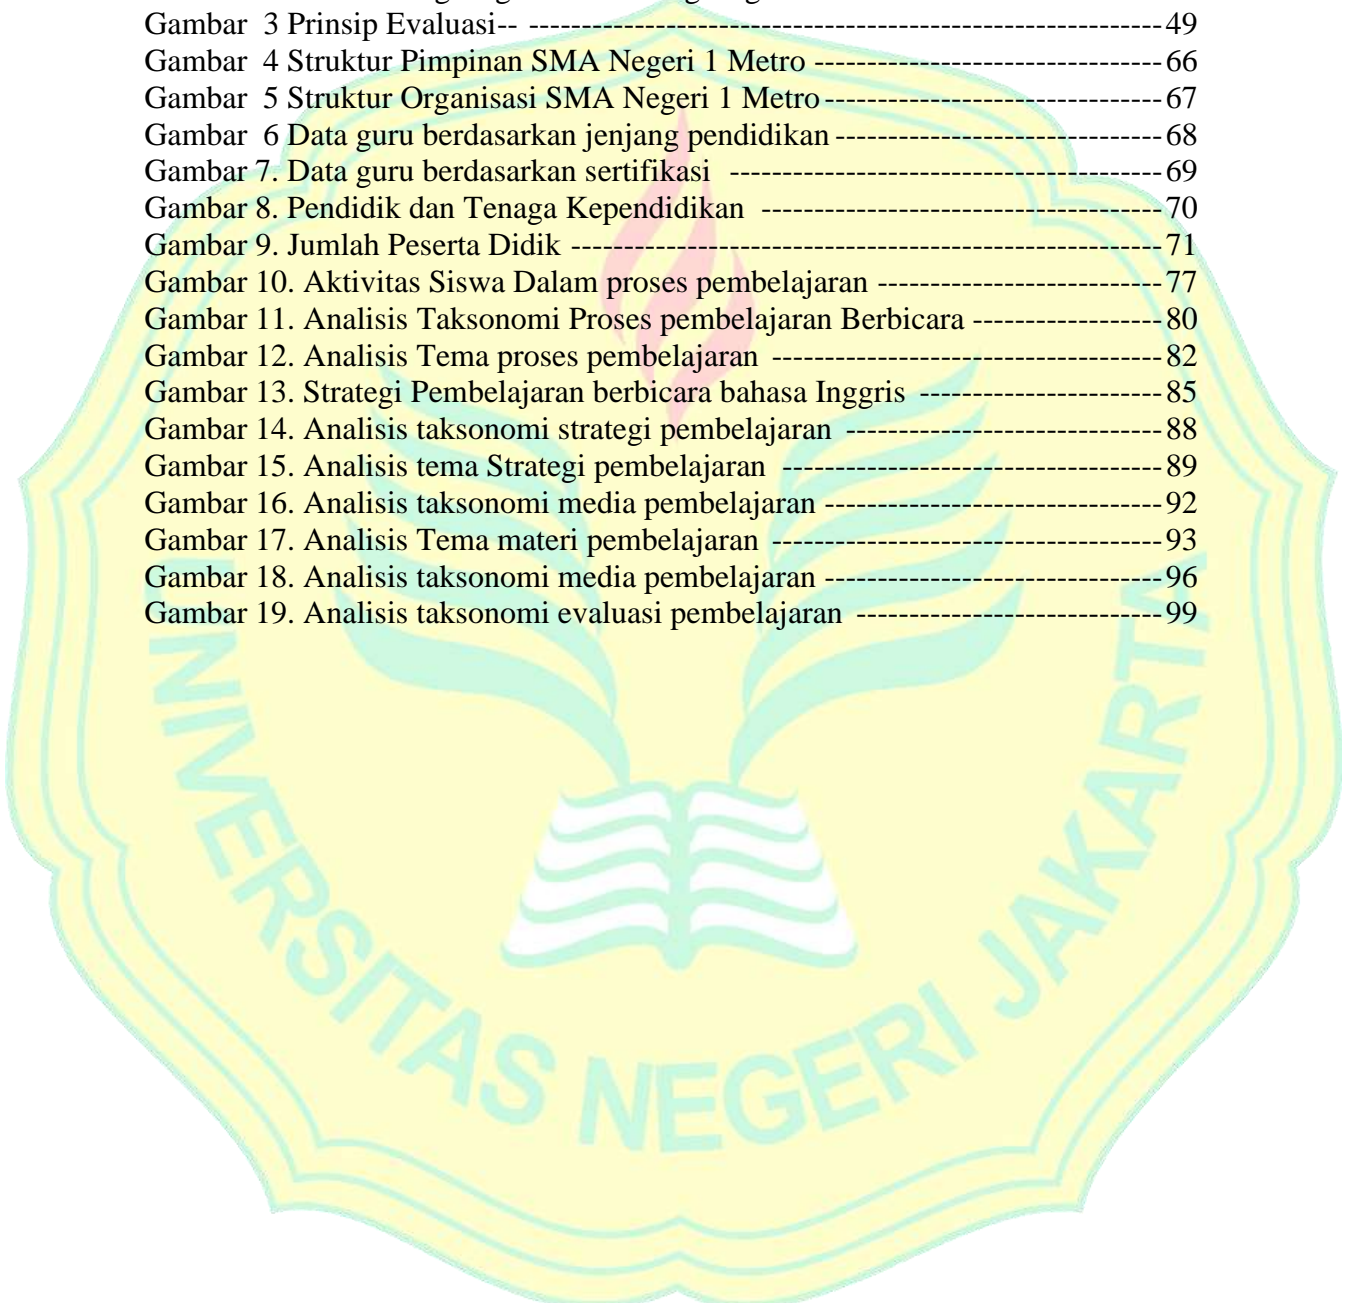 Gambar  3 Prinsip Evaluasi-- ------------------------------------------------------------49
Gambar  4 Struktur Pimpinan SMA Negeri 1 Metro ---------------------------------66
Gambar  5 Struktur Organisasi SMA Negeri 1 Metro --------------------------------67
Gambar  6 Data guru berdasarkan jenjang pendidikan -------------------------------68
Gambar 7. Data guru berdasarkan sertifikasi  -----------------------------------------69
Gambar 8. Pendidik dan Tenaga Kependidikan  --------------------------------------70
Gambar 9. Jumlah Peserta Didik --------------------------------------------------------71
Gambar 10. Aktivitas Siswa Dalam proses pembelajaran ---------------------------77
Gambar 11. Analisis Taksonomi Proses pembelajaran Berbicara ------------------80
Gambar 12. Analisis Tema proses pembelajaran  -------------------------------------82
Gambar 13. Strategi Pembelajaran berbicara bahasa Inggris  -----------------------85
Gambar 14. Analisis taksonomi strategi pembelajaran  ------------------------------88
Gambar 15. Analisis tema Strategi pembelajaran  ------------------------------------89
Gambar 16. Analisis taksonomi media pembelajaran --------------------------------92
Gambar 17. Analisis Tema materi pembelajaran  -------------------------------------93
Gambar 18. Analisis taksonomi media pembelajaran --------------------------------96
Gambar 19. Analisis taksonomi evaluasi pembelajaran  -----------------------------99
UNIVERSITAS NEGERI JAKARTA